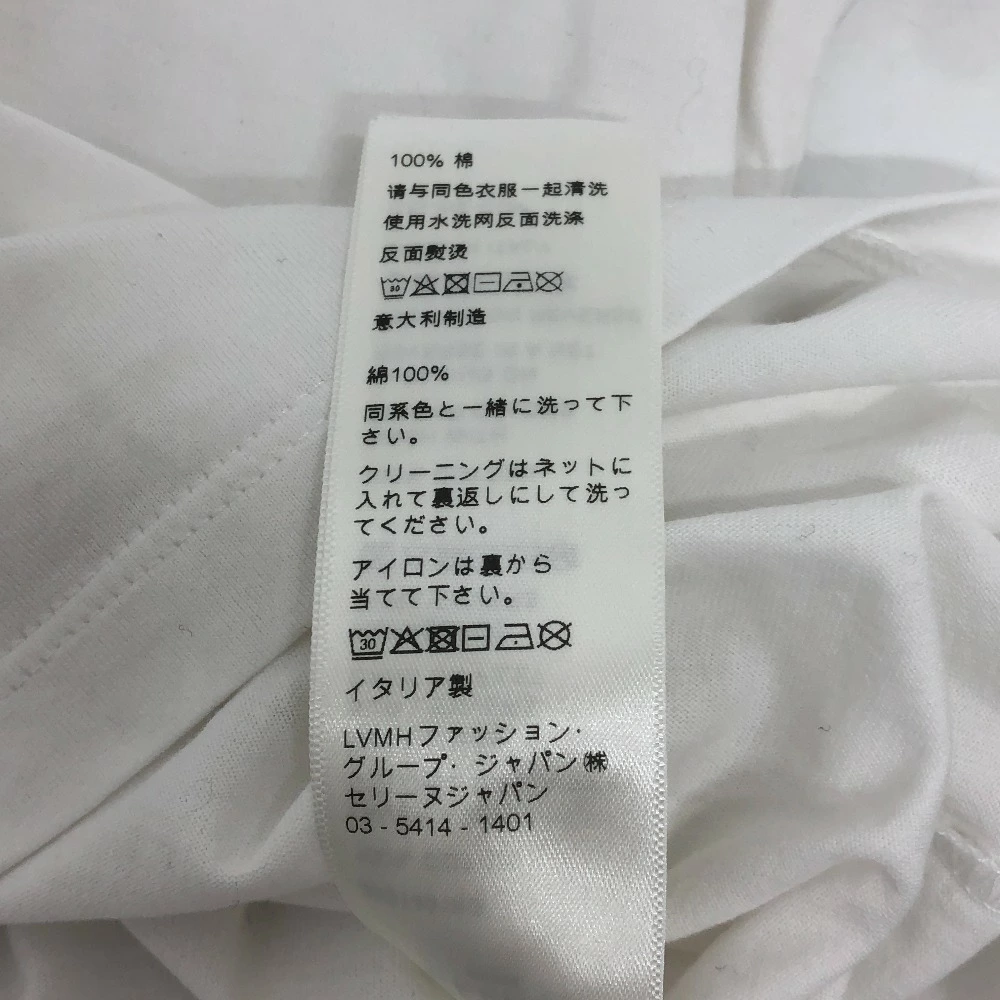 100% 棉
请与同色衣服一起清洗
使用水洗网反面洗涤
反面熨烫
30
意大利制造
綿100%
同系色と一緒に洗って下
さい。
クリーニングはネットに
入れて裏返しにして洗っ
てください。
アイロンは裏から
当てて下さい。
30
イタリア製
LVMHファッション·
グループ· ジャパン㈱
セリーヌジャパン
03 - 5414 - 1401